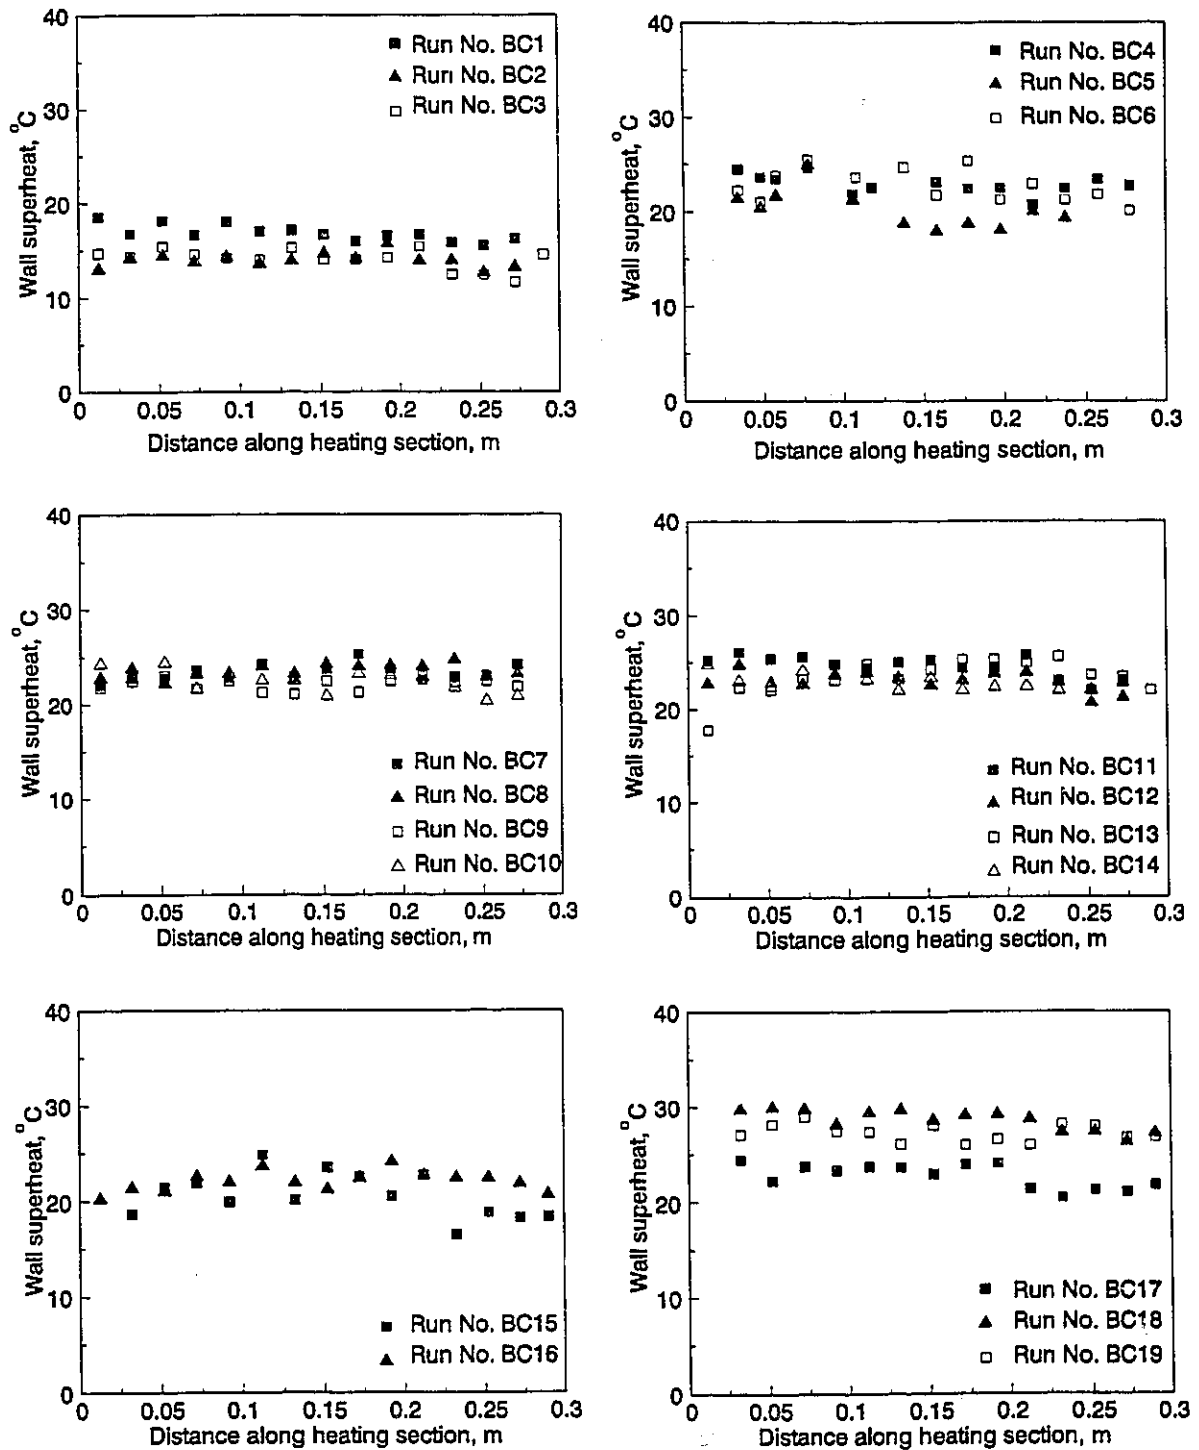 40
30
20
10
0
Wall superheat, °C
Run No. BC1
Run No. BC2
Run No. BC3
0 0.05 0.1 0.15 0.2 0.25 0.3
Distance along heating section, m
40
30
20
10
0
Wall superheat, °C
Run No. BC4
Run No. BC5
Run No. BC6
0 0.05 0.1 0.15 0.2 0.25 0.3
Distance along heating section, m
40
30
20
10
0
Wall superheat, °C
Run No. BC7
Run No. BC8
Run No. BC9
Run No. BC10
0 0.05 0.1 0.15 0.2 0.25 0.3
Distance along heating section, m
40
30
20
10
0
Wall superheat, °C
Run No. BC11
Run No. BC12
Run No. BC13
Run No. BC14
0 0.05 0.1 0.15 0.2 0.25 0.3
Distance along heating section, m
40
30
20
10
0
Wall superheat, °C
Run No. BC15
Run No. BC16
0 0.05 0.1 0.15 0.2 0.25 0.3
Distance along heating section, m
40
30
20
10
0
Wall superheat, °C
Run No. BC17
Run No. BC18
Run No. BC19
0 0.05 0.1 0.15 0.2 0.25 0.3
Distance along heating section, m